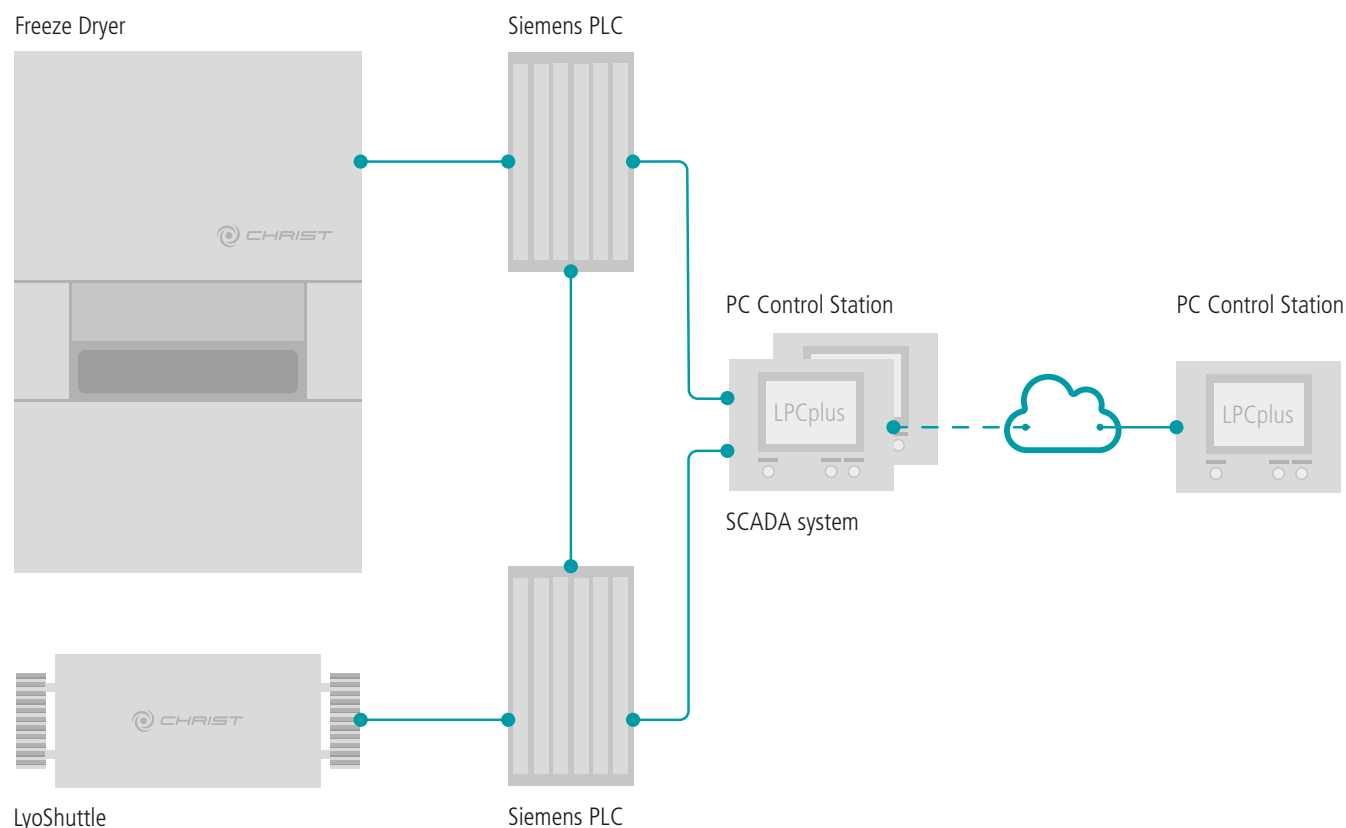 Freeze Dryer
Siemens PLC
CHRIST
PC Control Station
PC Control Station
LPCplus
LPCplus
SCADA system
CHRIST
LyoShuttle
Siemens PLC